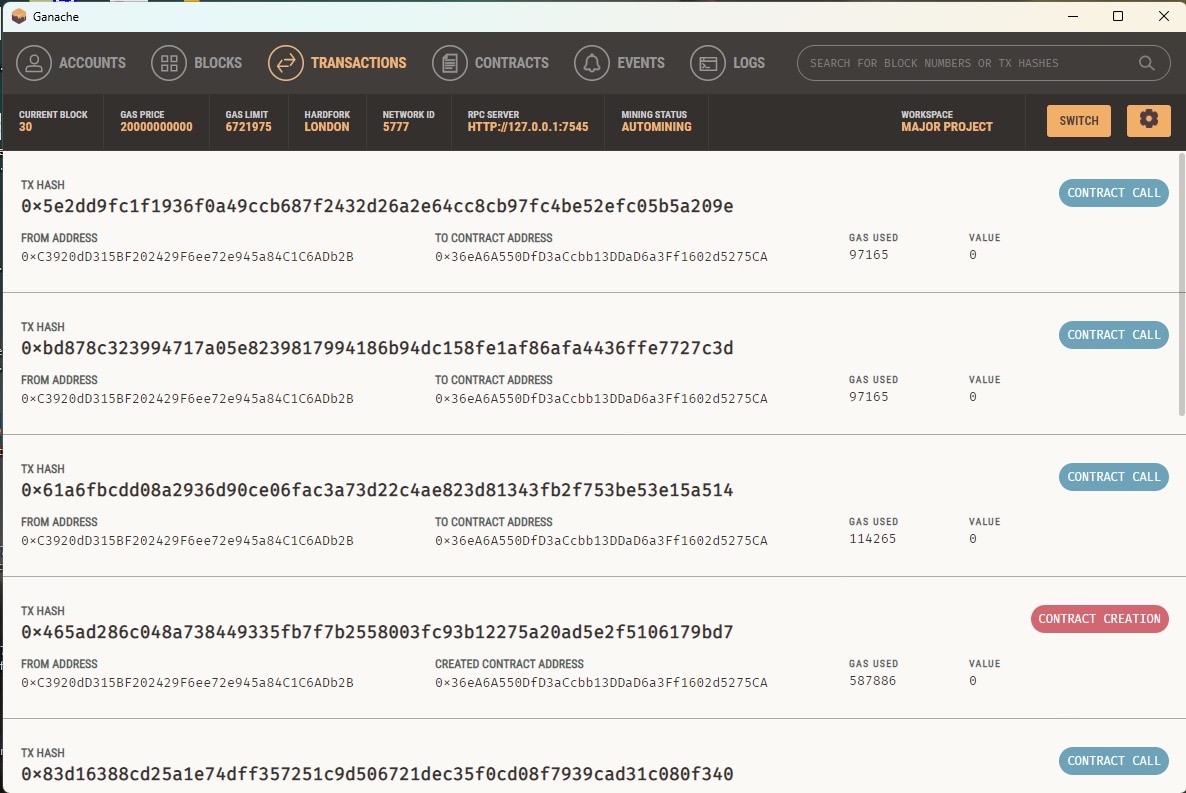 Ganache
ACCOUNTS BLOCKS TRANSACTIONS CONTRACTS EVENTS LOGS SEARCH FOR BLOCK NUMBERS OR TX HASHES
CURRENT BLOCK GAS PRICE GAS LIMIT HARDFORK NETWORK ID RPC SERVER MINING STATUS WORKSPACE
30 20000000000 6721975 LONDON 5777 HTTP://127.0.0.1:7545 AUTOMINING MAJOR PROJECT SWITCH
TX HASH
0×5e2dd9fc1f1936f0a49ccb687f2432d26a2e64cc8cb97fc4be52efc05b5a209e CONTRACT CALL
FROM ADDRESS TO CONTRACT ADDRESS GAS USED VALUE
0×C3920dD315BF202429F6ee72e945a84C1C6ADb2B 0×36eA6A550DfD3aCcbb13DDaD6a3Ff1602d5275CA 97165 0
TX HASH
0×bd878c323994717a05e8239817994186b94dc158fe1af86afa4436ffe7727c3d CONTRACT CALL
FROM ADDRESS TO CONTRACT ADDRESS GAS USED VALUE
0×C3920dD315BF202429F6ee72e945a84C1C6ADb2B 0×36eA6A550DfD3aCcbb13DDaD6a3Ff1602d5275CA 97165 0
TX HASH
0×61a6fbcdd08a2936d90ce06fac3a73d22c4ae823d81343fb2f753be53e15a514 CONTRACT CALL
FROM ADDRESS TO CONTRACT ADDRESS GAS USED VALUE
0×C3920dD315BF202429F6ee72e945a84C1C6ADb2B 0×36eA6A550DfD3aCcbb13DDaD6a3Ff1602d5275CA 114265 0
TX HASH
0×465ad286c048a738449335fb7f7b2558003fc93b12275a20ad5e2f5106179bd7 CONTRACT CREATION
FROM ADDRESS CREATED CONTRACT ADDRESS GAS USED VALUE
0×C3920dD315BF202429F6ee72e945a84C1C6ADb2B 0×36eA6A550DfD3aCcbb13DDaD6a3Ff1602d5275CA 587886 0
TX HASH
0×83d16388cd25a1e74dff357251c9d506721dec35f0cd08f7939cad31c080f340 CONTRACT CALL